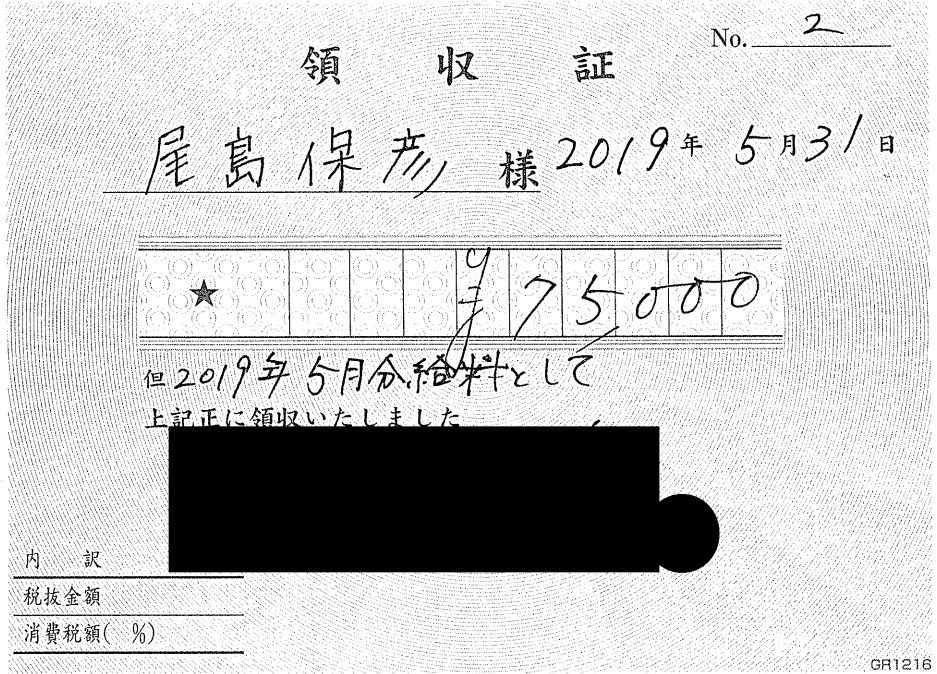 No. 2
領収証
尾島保彦 様 2019年5月31日
★ ¥75,000
但2019年5月分給料として
上記正に領収いたしました
内 訳
税抜金額
消費税額( %)
GR1216